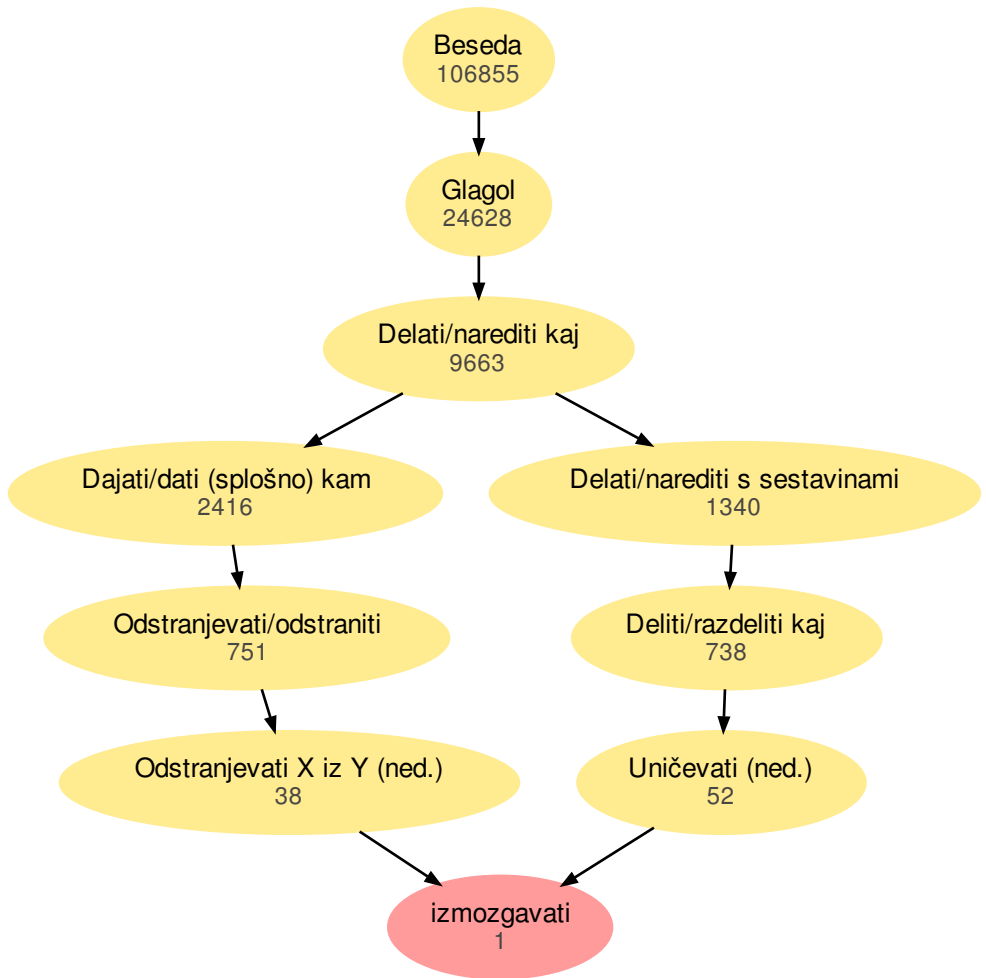 Beseda
106855
Glagol
24628
Delati/narediti kaj
9663
Dajati/dati (splošno) kam
2416
Delati/narediti s sestavinami
1340
Odstranjevati/odstraniti
751
Deliti/razdeliti kaj
738
Odstranjevati X iz Y (ned.)
38
Uničevati (ned.)
52
izmozgavati
1